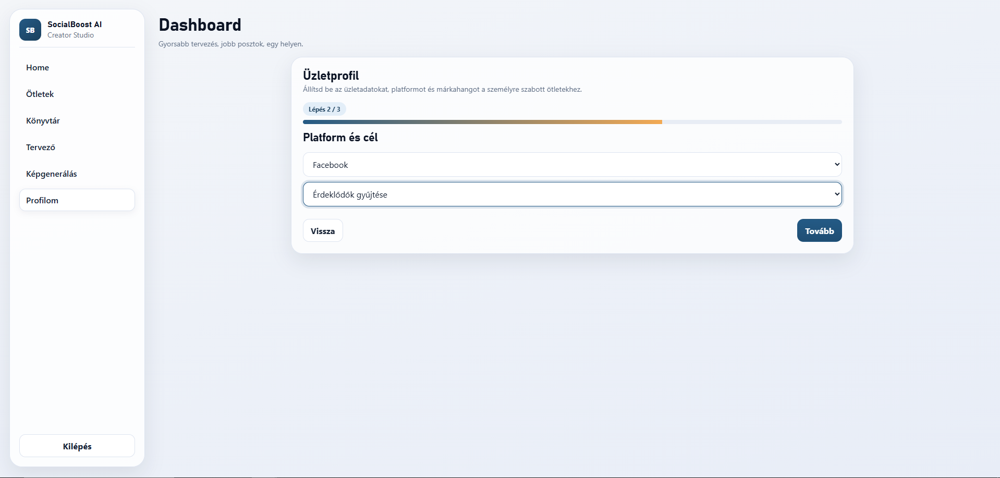 SB
SocialBoost AI
Creator Studio
Home
Ötletek
Könyvtár
Tervező
Képgenerálás
Profilom
Kilépés
Dashboard
Gyorsabb tervezés, jobb posztok, egy helyen.
Üzletprofil
Állítsd be az üzletadatokat, platformot és márkahangot a személyre szabott ötletekhez.
Lépés 2 / 3
Platform és cél
Facebook
Érdeklődők gyűjtése
Vissza
Tovább